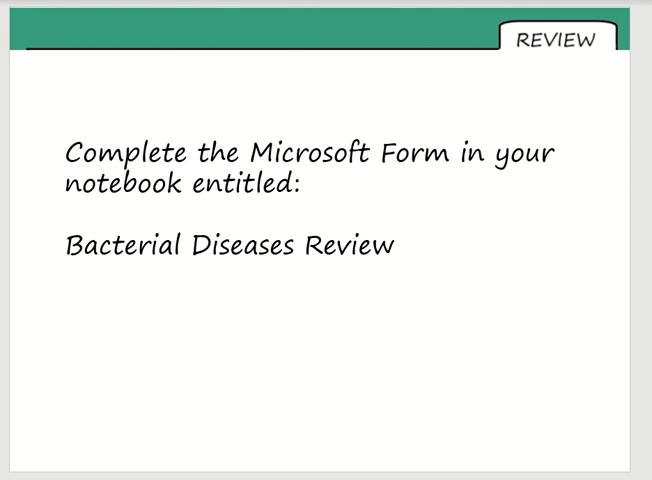 REVIEW
Complete the Microsoft Form in your
notebook entitled:
Bacterial Diseases Review